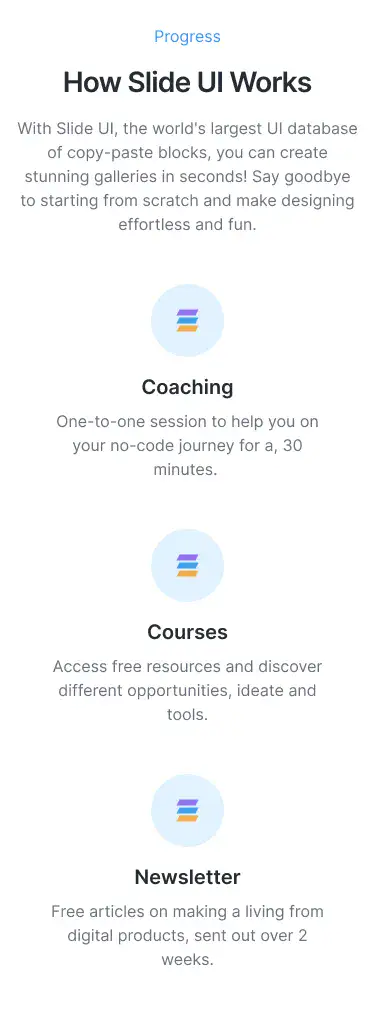 Progress
How Slide UI Works
With Slide UI, the world's largest UI database
of copy-paste blocks, you can create
stunning galleries in seconds! Say goodbye
to starting from scratch and make designing
effortless and fun.
Coaching
One-to-one session to help you on
your no-code journey for a, 30
minutes.
Courses
Access free resources and discover
different opportunities, ideate and
tools.
Newsletter
Free articles on making a living from
digital products, sent out over 2
weeks.